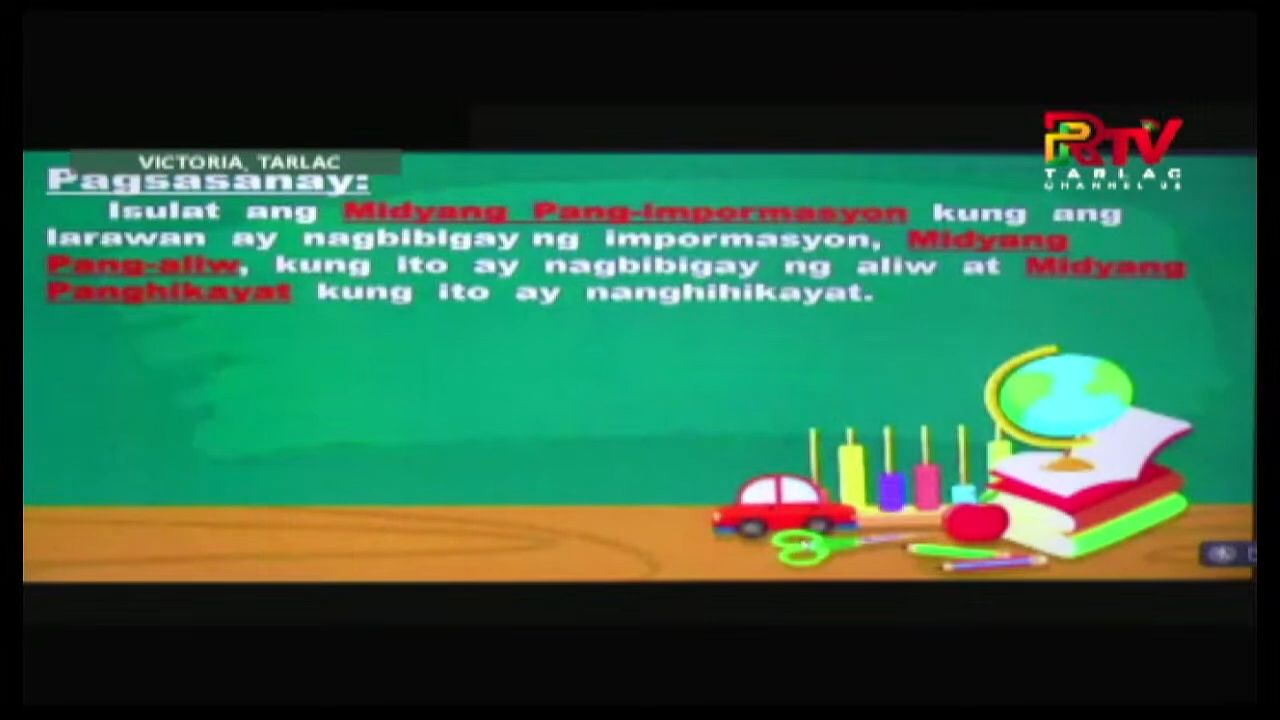 VICTORIA, TARLAC
RTV
TARLAC
CHANNEL 26
Pagsasanay:
Isulat ang Midyang Pang-impormasyon kung ang
larawan ay nagbibigay ng impormasyon, Midyang
Pang-aliw, kung ito ay nagbibigay ng aliw at Midyang
Panghikayat kung ito ay nanghihikayat.